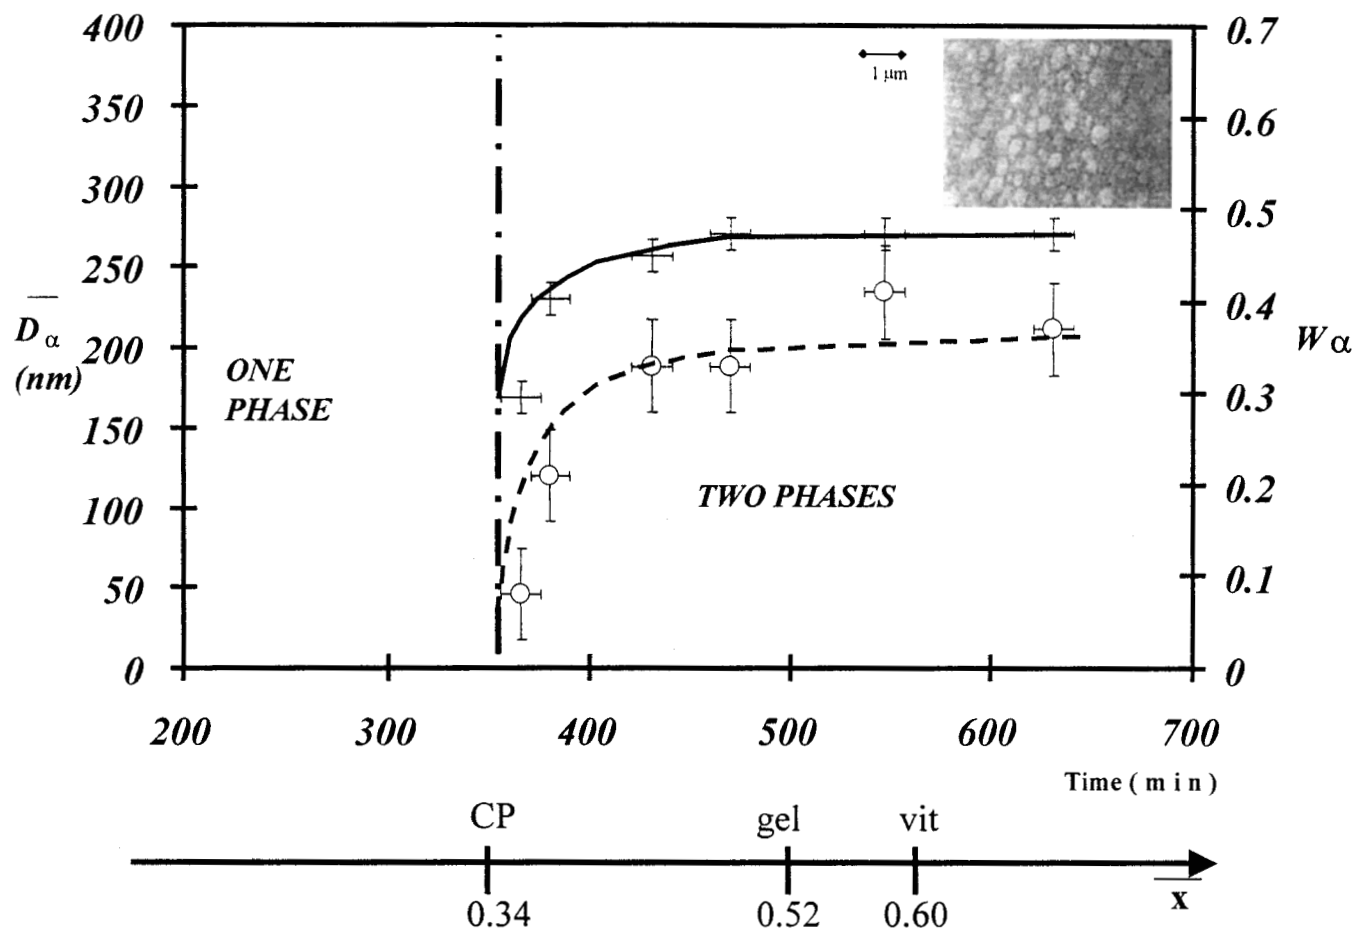 400
350
300
250
200
150
100
50
0
D̅ α
(nm)
0.7
0.6
0.5
0.4
0.3
0.2
0.1
0
W α
1 μm
ONE
PHASE
TWO PHASES
200 300 400 500 600 700
Time ( m i n )
CP gel vit
0.34 0.52 0.60
x̅